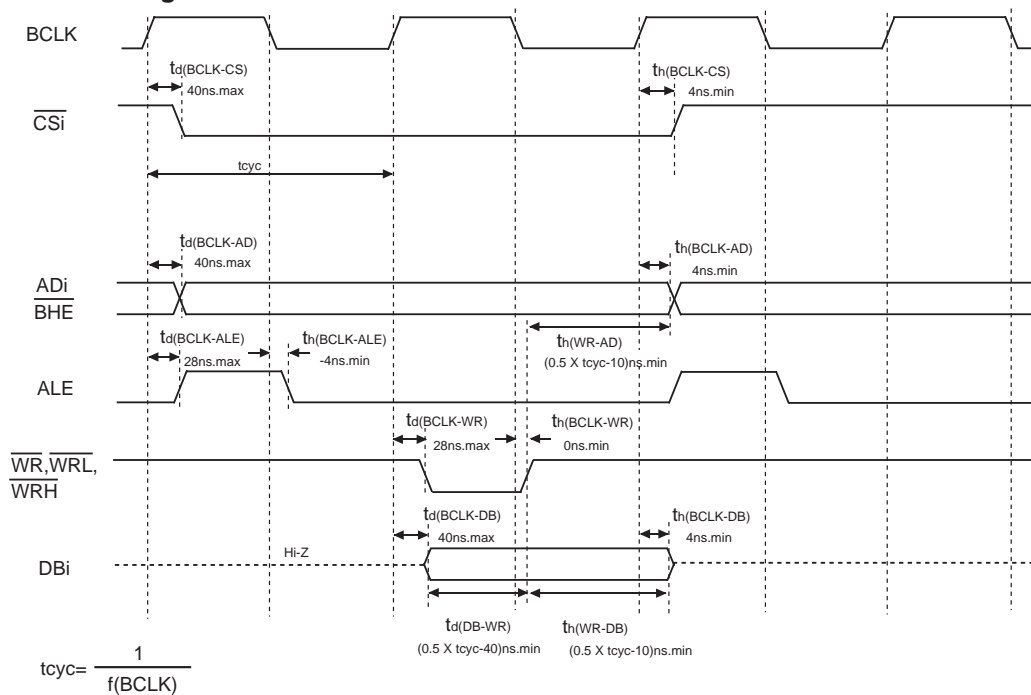 BCLK
td(BCLK-CS)
40ns.max
th(BCLK-CS)
4ns.min
CSi
tcyc
td(BCLK-AD)
40ns.max
th(BCLK-AD)
4ns.min
ADi
BHE
td(BCLK-ALE)
28ns.max
th(BCLK-ALE)
-4ns.min
th(WR-AD)
(0.5 X tcyc-10)ns.min
ALE
td(BCLK-WR)
28ns.max
th(BCLK-WR)
0ns.min
WR,WRL,
WRH
td(BCLK-DB)
40ns.max
th(BCLK-DB)
4ns.min
Hi-Z
DBi
td(DB-WR)
(0.5 X tcyc-40)ns.min
th(WR-DB)
(0.5 X tcyc-10)ns.min
tcyc= 1
f(BCLK)